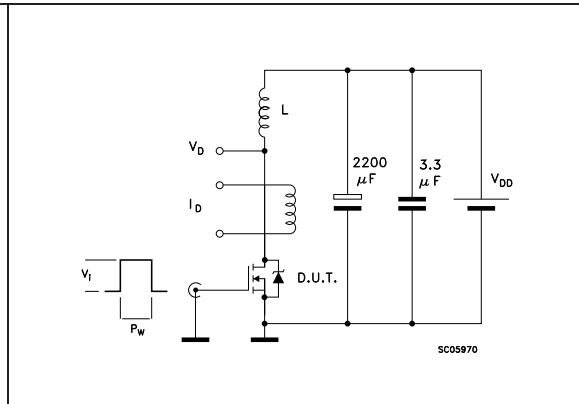 L
V_D
2200
μF
3.3
μF
V_DD
I_D
V_i
D.U.T.
P_W
SC05970